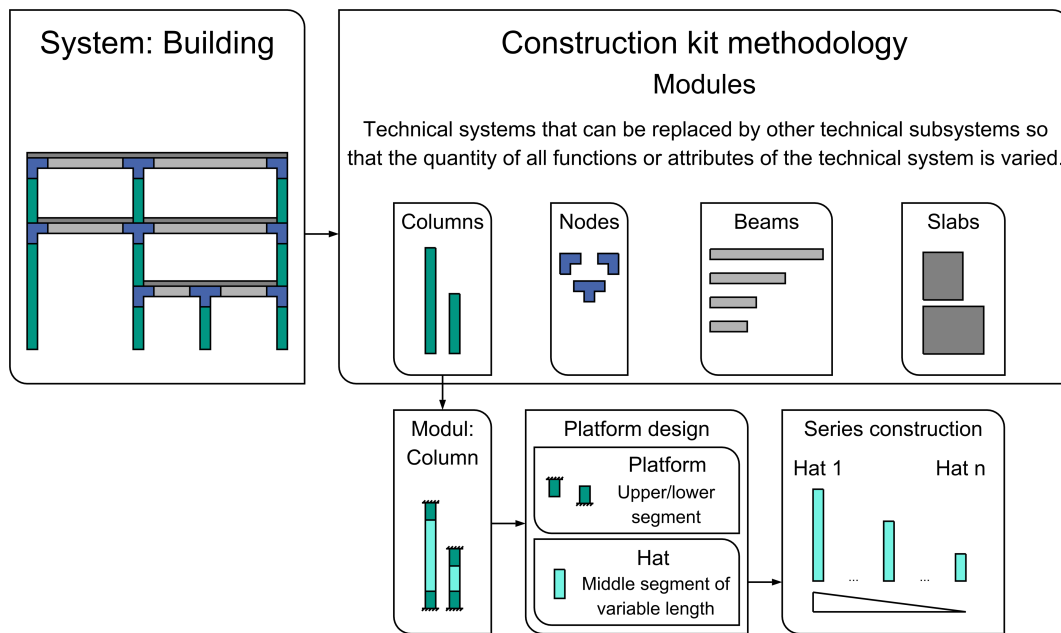 System: Building
Construction kit methodology
Modules
Technical systems that can be replaced by other technical subsystems so
that the quantity of all functions or attributes of the technical system is varied.
Columns
Nodes
Beams
Slabs
Modul:
Column
Platform design
Platform
Upper/lower
segment
Hat
Middle segment of
variable length
Series construction
Hat 1
Hat n
...
...